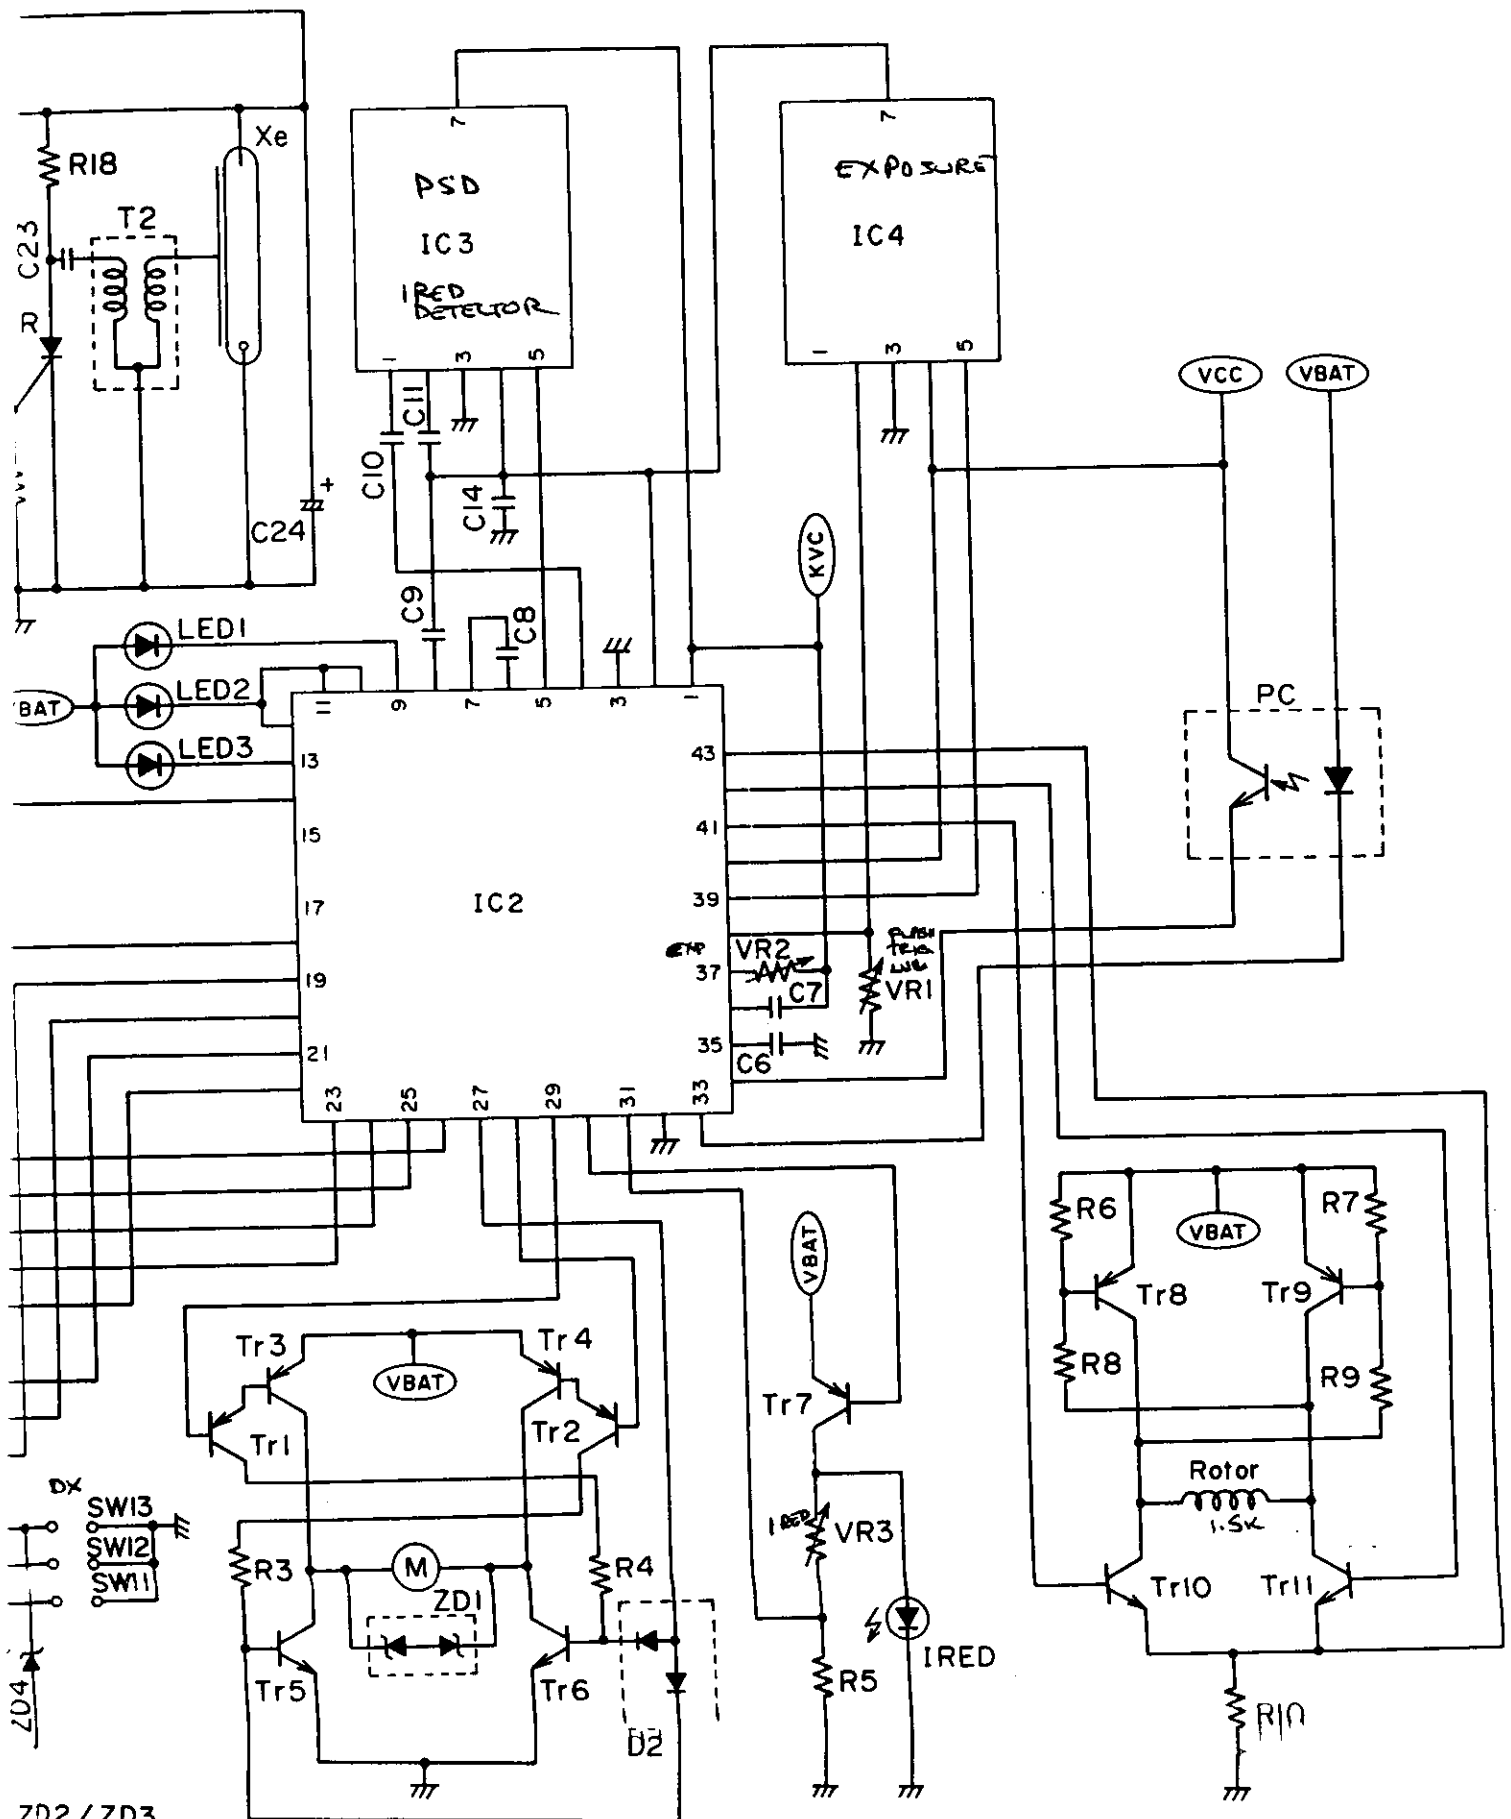 7
7
Xe
R18
PSD
EXPOSURE
T2
IC3
IC4
C23
IRED
DETECTOR
R
1
3
5
1
3
5
VCC
VBAT
C11
C10
C14
+
C24
KVC
C9
C8
LED1
LED2
BAT
LED3
11
9
7
5
3
1
PC
13
43
15
41
17
IC2
39
EXP
VR2
FLASH
TRIG
37
C7
VR1
19
35
C6
21
23
25
27
29
31
33
R6
R7
VBAT
VBAT
Tr8
Tr9
Tr3
Tr4
VBAT
R8
R9
Tr7
Tr1
Tr2
DX
SW13
SW12
SW11
Rotor
1.5K
IRED
VR3
R3
M
R4
ZD1
Tr10
Tr11
Tr5
Tr6
R5
IRED
ZD4
D2
R10
ZD2/ZD3